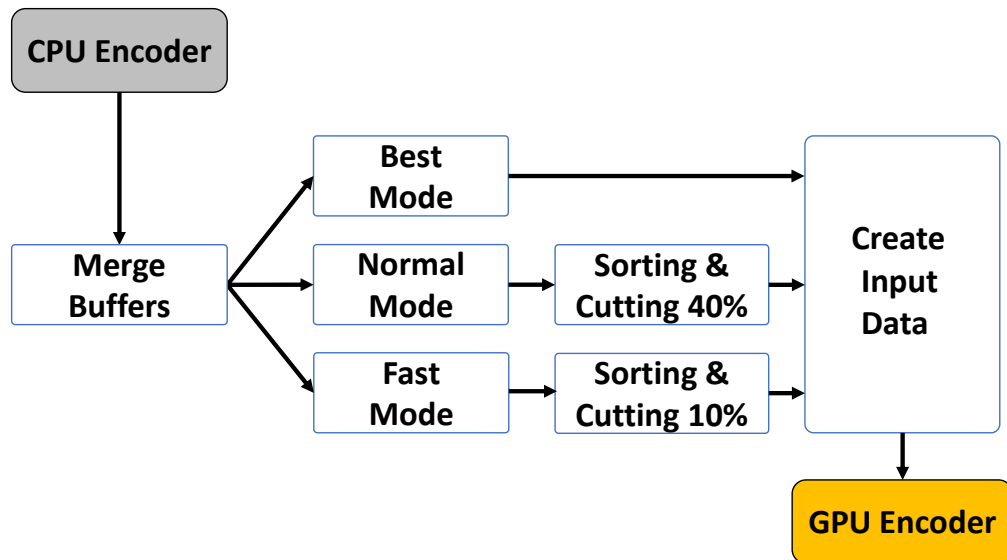 CPU Encoder
Merge
Buffers
Best
Mode
Normal
Mode
Sorting &
Cutting 40%
Fast
Mode
Sorting &
Cutting 10%
Create
Input
Data
GPU Encoder